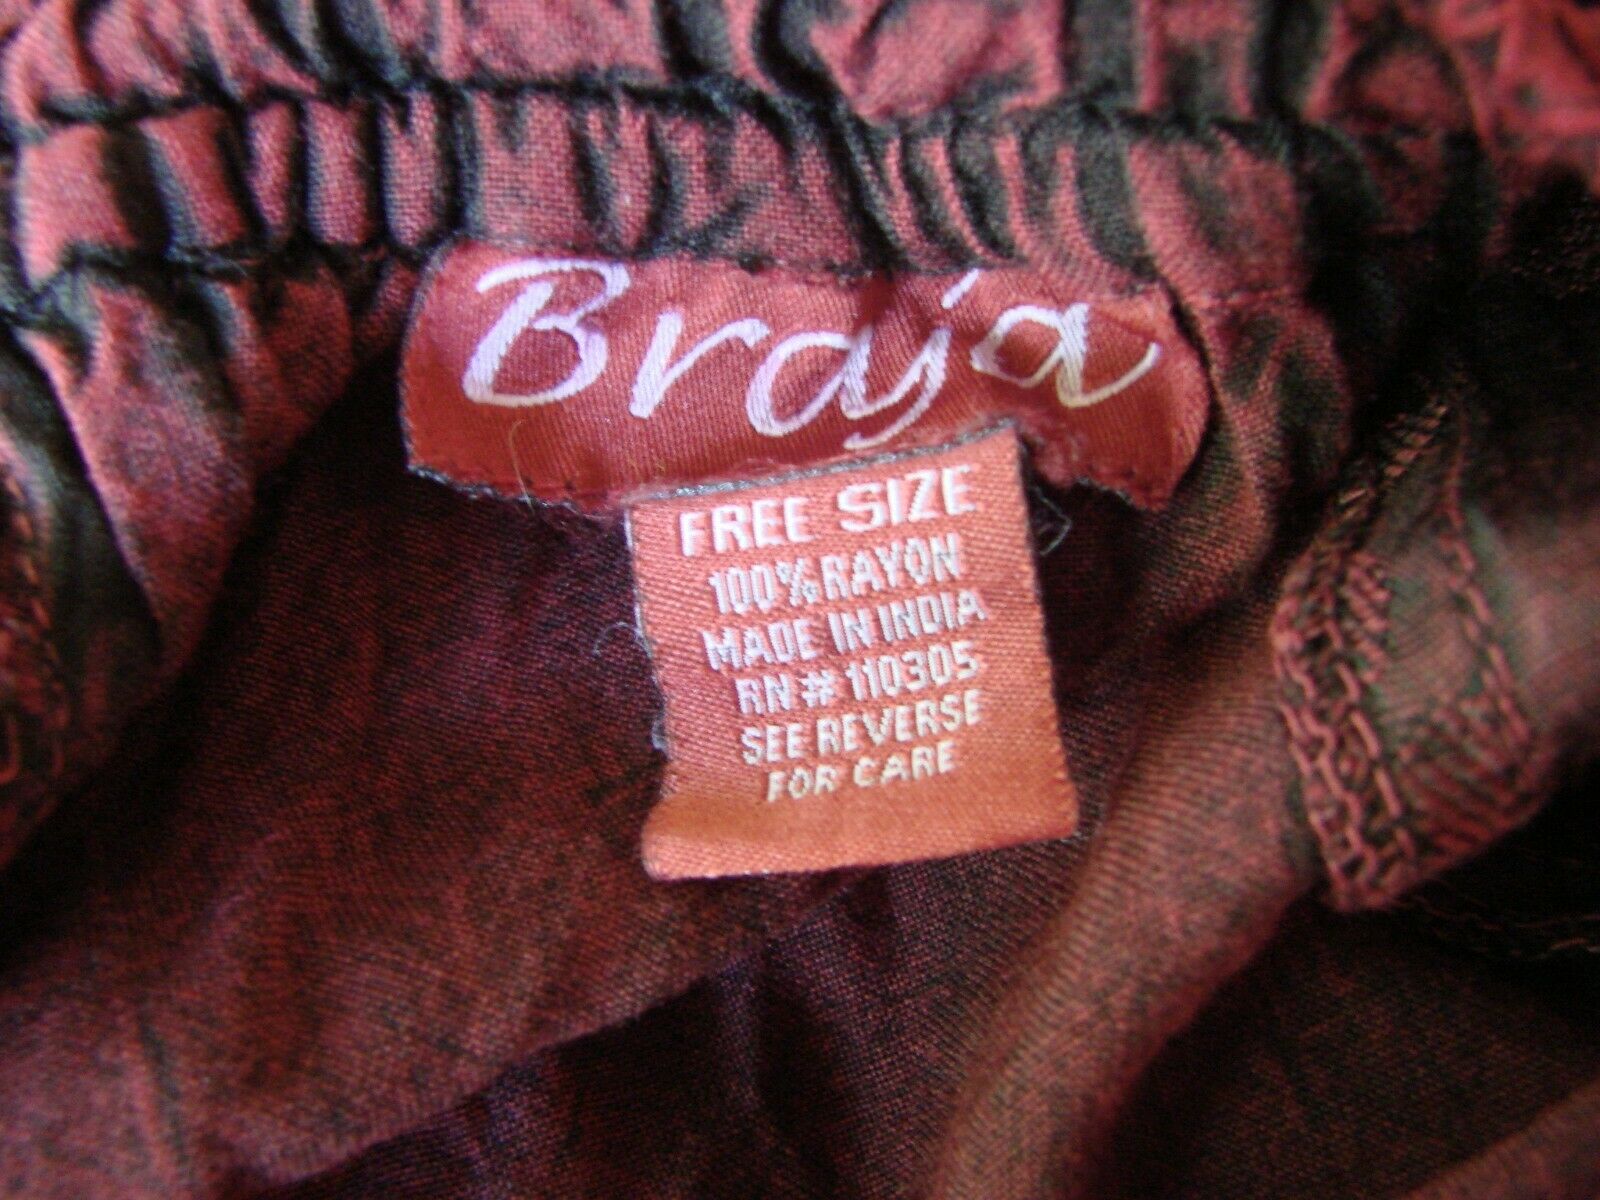 Braja
FREE SIZE
100% RAYON
MADE IN INDIA
RN # 110305
SEE REVERSE
FOR CARE